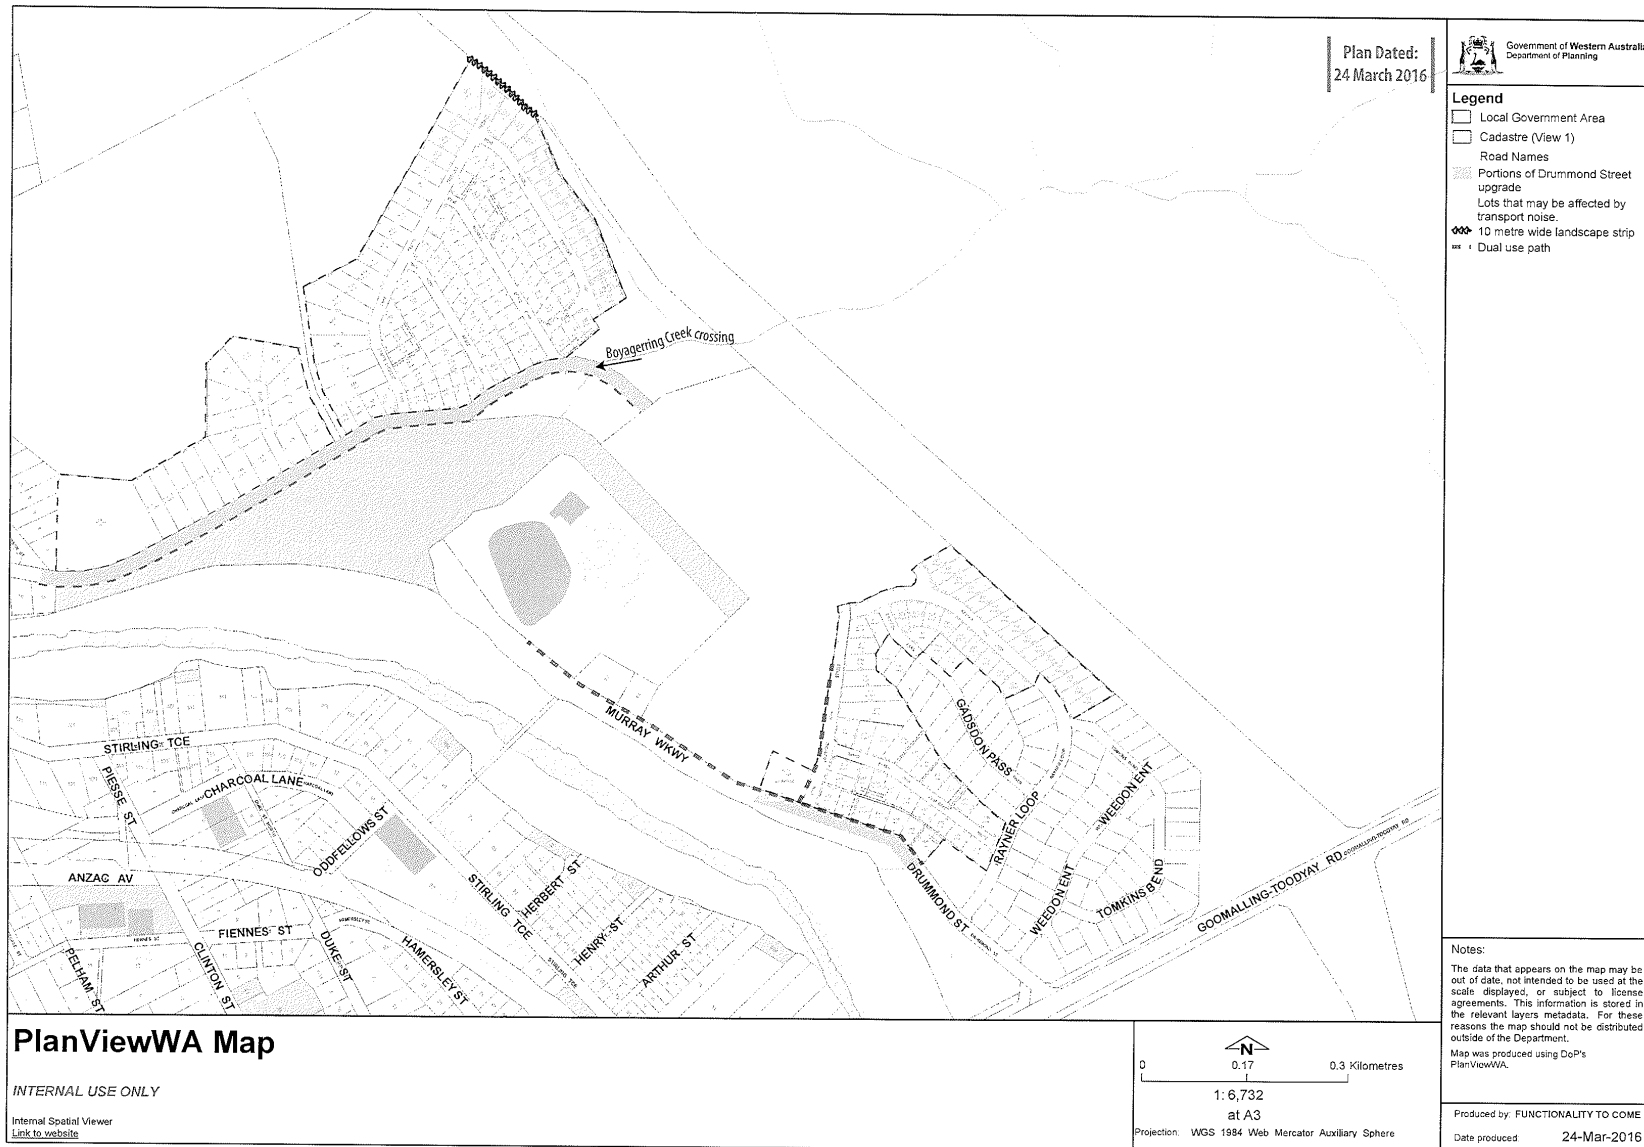 Plan Dated:
24 March 2016
Government of Western Australia
Department of Planning
Legend
Local Government Area
Cadastre (View 1)
Road Names
Portions of Drummond Street
upgrade
Lots that may be affected by
transport noise.
10 metre wide landscape strip
Dual use path
Boyagerring Creek crossing
MURRAY WKWY
GADSDON PASS
RAYNER LOOP
WEEDON ENT
WEEDON ENT
TOMKINS BEND
GOOMALLING-TOODYAY RD
GOOMALLING-TOODYAY RD
DRUMMOND ST
STIRLING TCE
PIESSE ST
CHARCOAL LANE
ODDFELLOWS ST
ANZAC AV
STIRLING TCE
HERBERT ST
HENRY ST
ARTHUR ST
FIENNES ST
FIENNES ST
HAMERSLEY ST
DUKE ST
HAMERSLEY ST
CLINTON ST
PELHAM ST
STIRLING TCE
Notes:
The data that appears on the map may be
out of date, not intended to be used at the
scale displayed, or subject to license
agreements. This information is stored in
the relevant layers metadata. For these
reasons the map should not be distributed
outside of the Department.
Map was produced using DoP's
PlanViewWA.
PlanViewWA Map
INTERNAL USE ONLY
Internal Spatial Viewer
Link to website
N
0 0.17 0.3 Kilometres
1: 6,732
at A3
Projection: WGS 1984 Web Mercator Auxiliary Sphere
Produced by: FUNCTIONALITY TO COME
Date produced: 24-Mar-2016